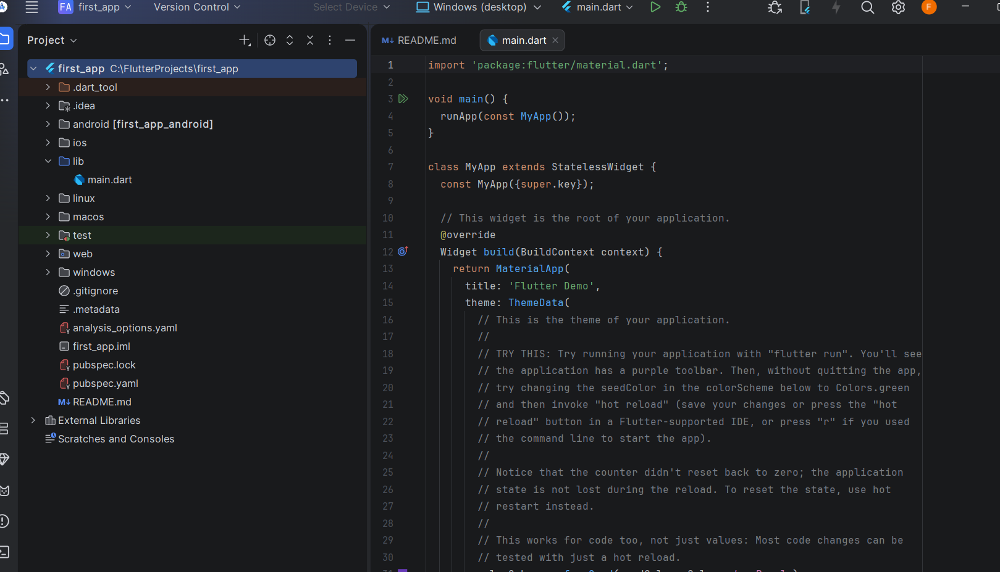 FA first_app Version Control Select Device Windows (desktop) main.dart F
Project
README.md
main.dart
first_app C:\FlutterProjects\first_app
.dart_tool
.idea
android [first_app_android]
ios
lib
main.dart
linux
macos
test
web
windows
.gitignore
.metadata
analysis_options.yaml
first_app.iml
pubspec.lock
pubspec.yaml
README.md
External Libraries
Scratches and Consoles
1 import 'package:flutter/material.dart';
2
3 void main() {
4 runApp(const MyApp());
5 }
6
7 class MyApp extends StatelessWidget {
8 const MyApp({super.key});
9
10 // This widget is the root of your application.
11 @override
12 Widget build(BuildContext context) {
13 return MaterialApp(
14 title: 'Flutter Demo',
15 theme: ThemeData(
16 // This is the theme of your application.
17 //
18 // TRY THIS: Try running your application with "flutter run". You'll see
19 // the application has a purple toolbar. Then, without quitting the app,
20 // try changing the seedColor in the colorScheme below to Colors.green
21 // and then invoke "hot reload" (save your changes or press the "hot
22 // reload" button in a Flutter-supported IDE, or press "r" if you used
23 // the command line to start the app).
24 //
25 // Notice that the counter didn't reset back to zero; the application
26 // state is not lost during the reload. To reset the state, use hot
27 // restart instead.
28 //
29 // This works for code too, not just values: Most code changes can be
30 // tested with just a hot reload.